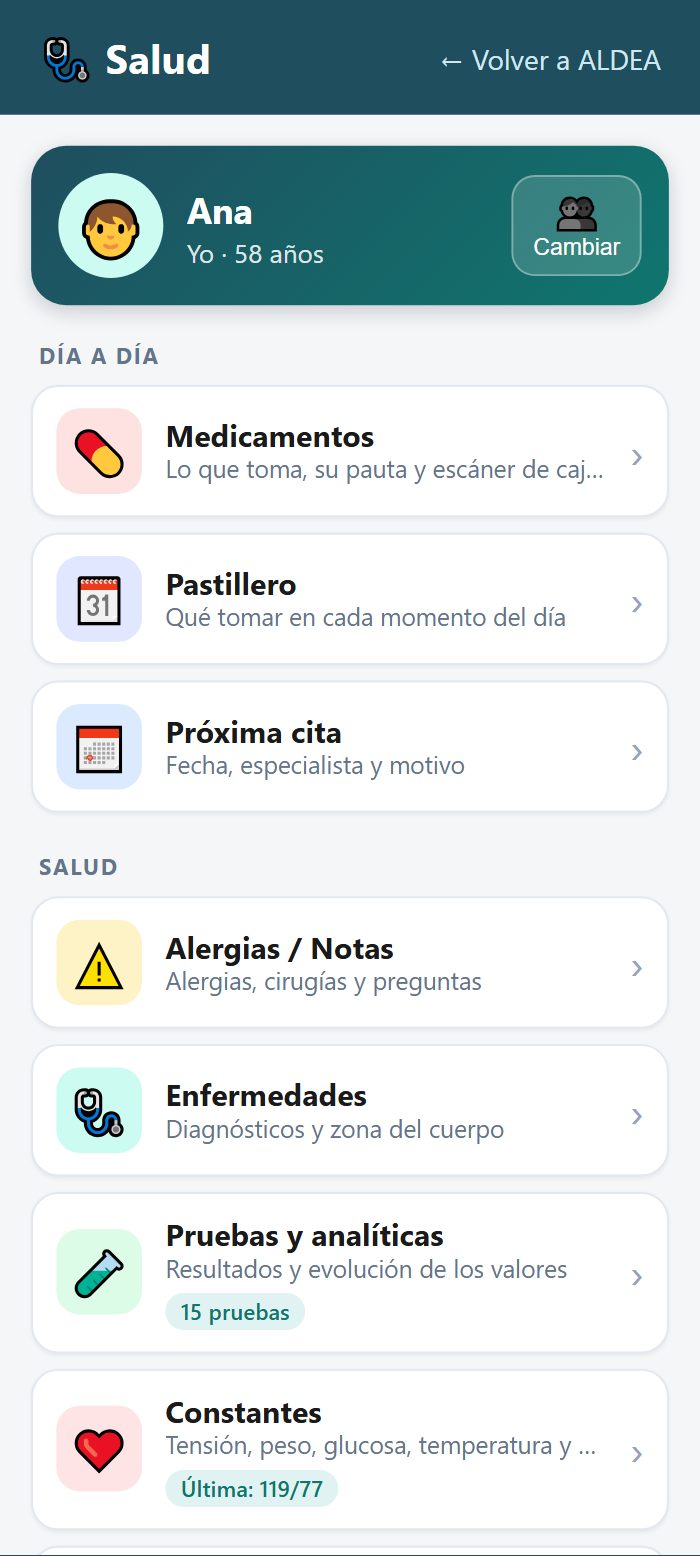 Salud
← Volver a ALDEA
Ana
Yo · 58 años
Cambiar
DÍA A DÍA
Medicamentos
Lo que toma, su pauta y escáner de caj...
31
Pastillero
Qué tomar en cada momento del día
Próxima cita
Fecha, especialista y motivo
SALUD
Alergias / Notas
Alergias, cirugías y preguntas
Enfermedades
Diagnósticos y zona del cuerpo
Pruebas y analíticas
Resultados y evolución de los valores
15 pruebas
Constantes
Tensión, peso, glucosa, temperatura y ...
Última: 119/77